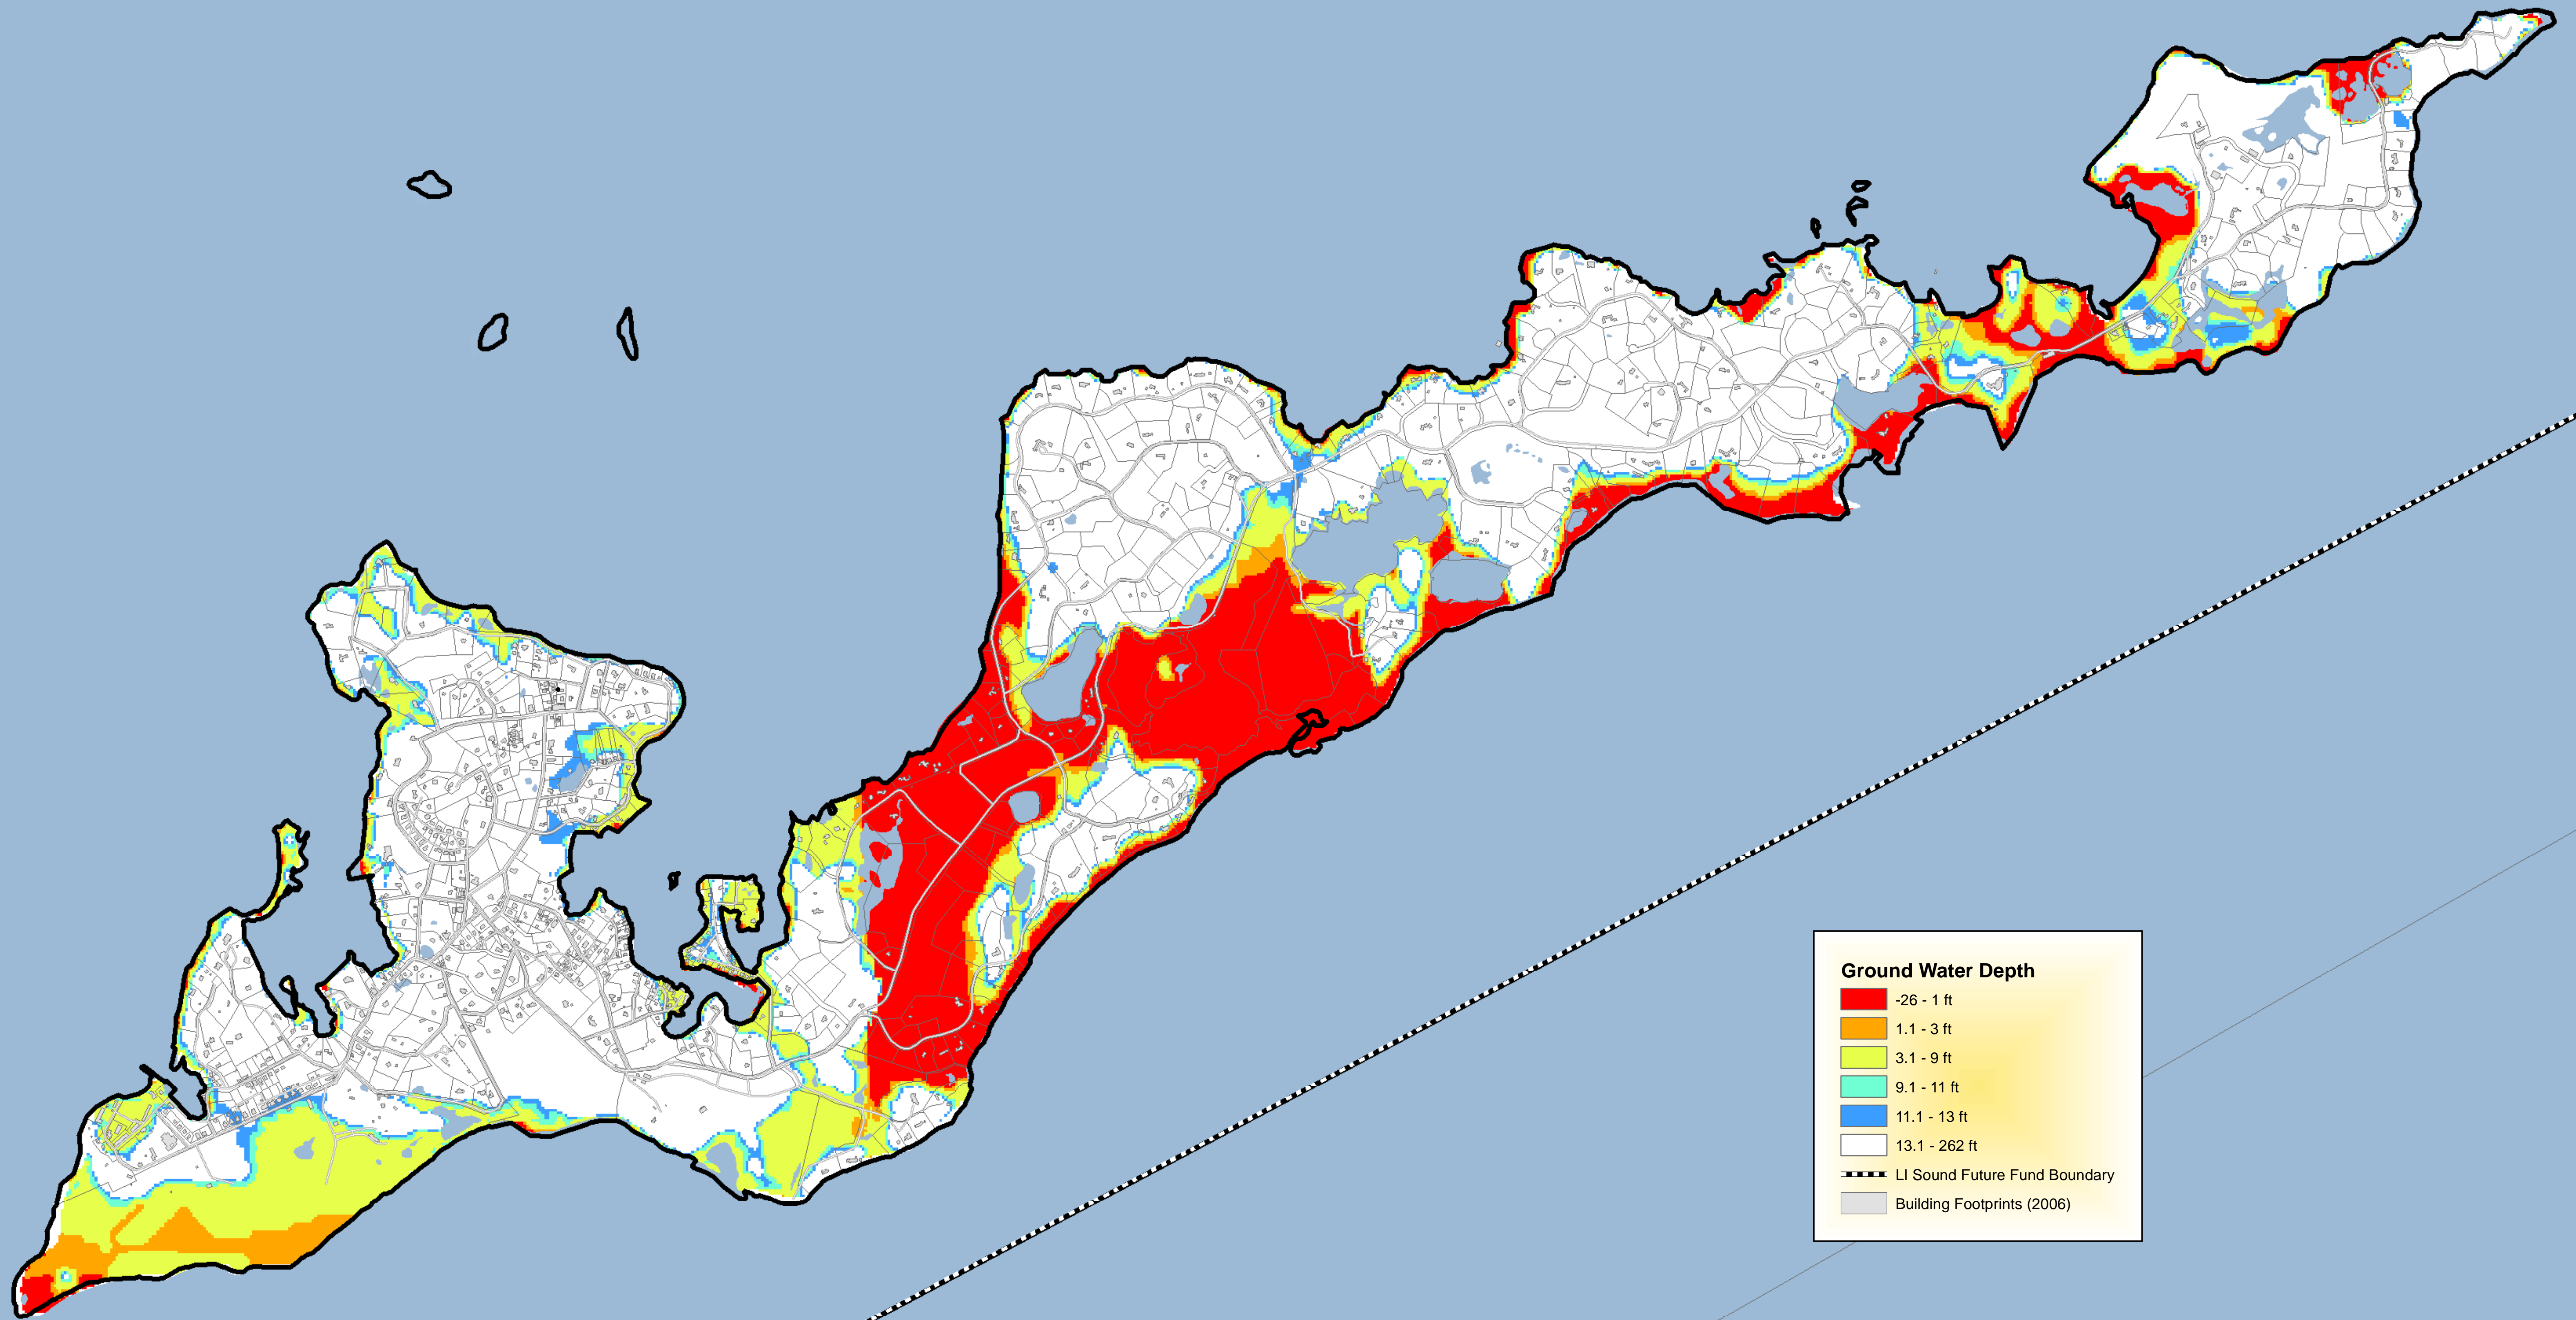 Ground Water Depth
-26 - 1 ft
1.1 - 3 ft
3.1 - 9 ft
9.1 - 11 ft
11.1 - 13 ft
13.1 - 262 ft
LI Sound Future Fund Boundary
Building Footprints (2006)